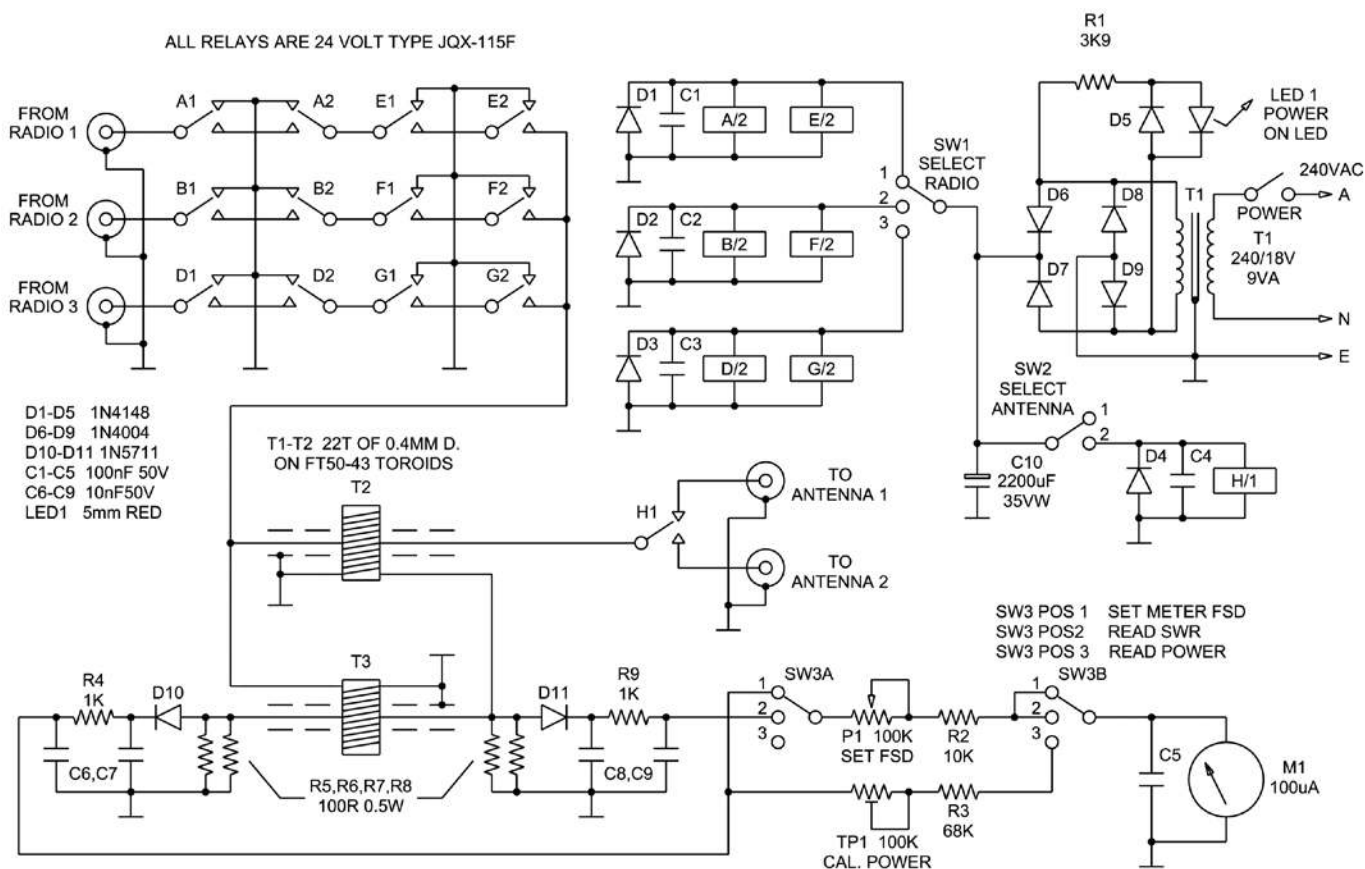 ALL RELAYS ARE 24 VOLT TYPE JQX-115F
R1
3K9
FROM
RADIO 1
A1
A2
E1
E2
FROM
RADIO 2
B1
B2
F1
F2
FROM
RADIO 3
D1
D2
G1
G2
D1
C1
A/2
E/2
D2
C2
B/2
F/2
D3
C3
D/2
G/2
SW1
SELECT
RADIO
1
2
3
D5
LED 1
POWER
ON LED
D6
D8
D7
D9
T1
240VAC
A
POWER
T1
240/18V
9VA
N
E
SW2
SELECT
ANTENNA
1
2
C10
2200uF
35VW
D4
C4
H/1
D1-D5 1N4148
D6-D9 1N4004
D10-D11 1N5711
C1-C5 100nF 50V
C6-C9 10nF50V
LED1 5mm RED
T1-T2 22T OF 0.4MM D.
ON FT50-43 TOROIDS
T2
H1
TO
ANTENNA 1
TO
ANTENNA 2
SW3 POS 1 SET METER FSD
SW3 POS2 READ SWR
SW3 POS 3 READ POWER
R4
1K
D10
T3
D11
R9
1K
C6,C7
R5,R6,R7,R8
100R 0.5W
C8,C9
SW3A
1
2
3
P1 100K
SET FSD
R2
10K
SW3B
1
2
3
TP1 100K
CAL. POWER
R3
68K
C5
M1
100uA